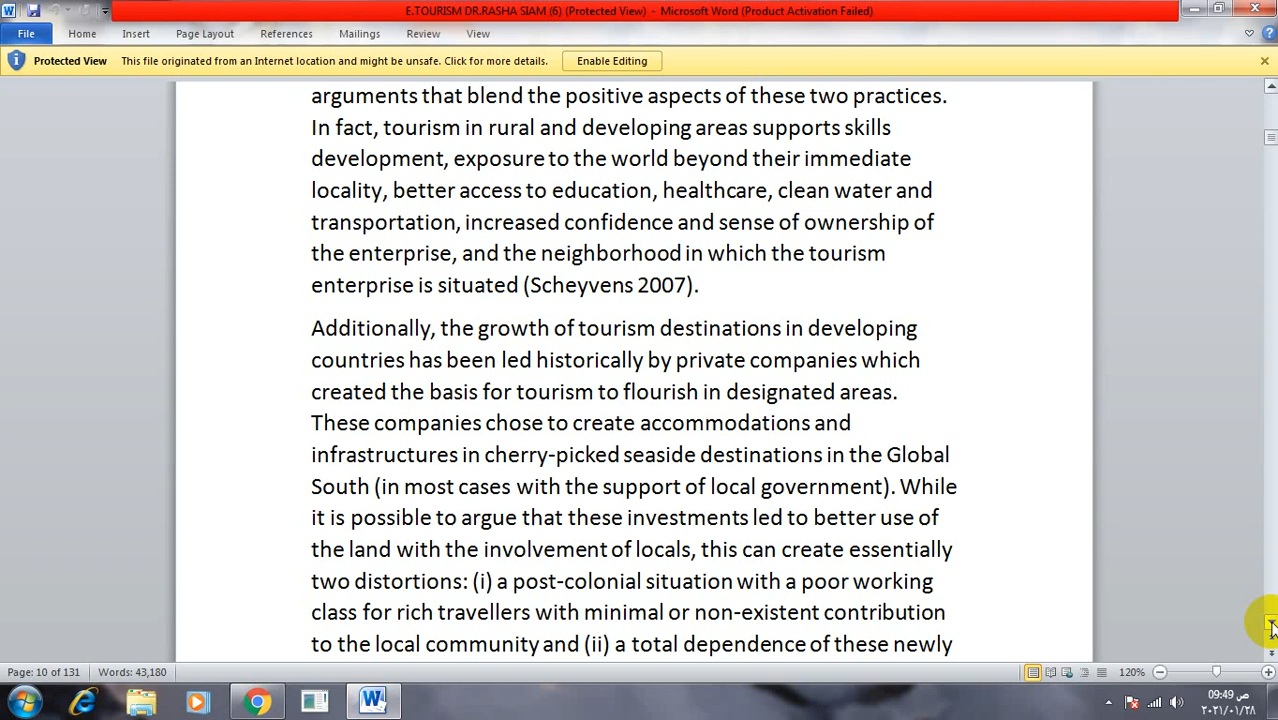 E.TOURISM DR.RASHA SIAM (6) (Protected View) - Microsoft Word (Product Activation Failed)
File Home Insert Page Layout References Mailings Review View
Protected View This file originated from an Internet location and might be unsafe. Click for more details. Enable Editing
arguments that blend the positive aspects of these two practices.
In fact, tourism in rural and developing areas supports skills
development, exposure to the world beyond their immediate
locality, better access to education, healthcare, clean water and
transportation, increased confidence and sense of ownership of
the enterprise, and the neighborhood in which the tourism
enterprise is situated (Scheyvens 2007).
Additionally, the growth of tourism destinations in developing
countries has been led historically by private companies which
created the basis for tourism to flourish in designated areas.
These companies chose to create accommodations and
infrastructures in cherry-picked seaside destinations in the Global
South (in most cases with the support of local government). While
it is possible to argue that these investments led to better use of
the land with the involvement of locals, this can create essentially
two distortions: (i) a post-colonial situation with a poor working
class for rich travellers with minimal or non-existent contribution
to the local community and (ii) a total dependence of these newly
Page: 10 of 131 Words: 43,180 120%
09:49 ص
٢٠٢١/٠١/٢٨